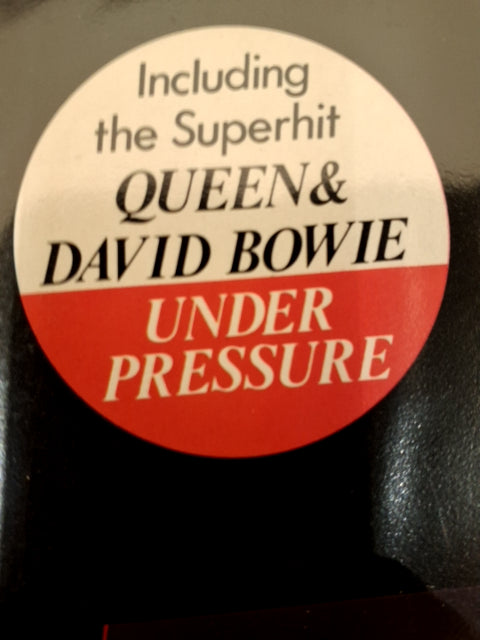 Including
the Superhit
QUEEN&
DAVID BOWIE
UNDER
PRESSURE